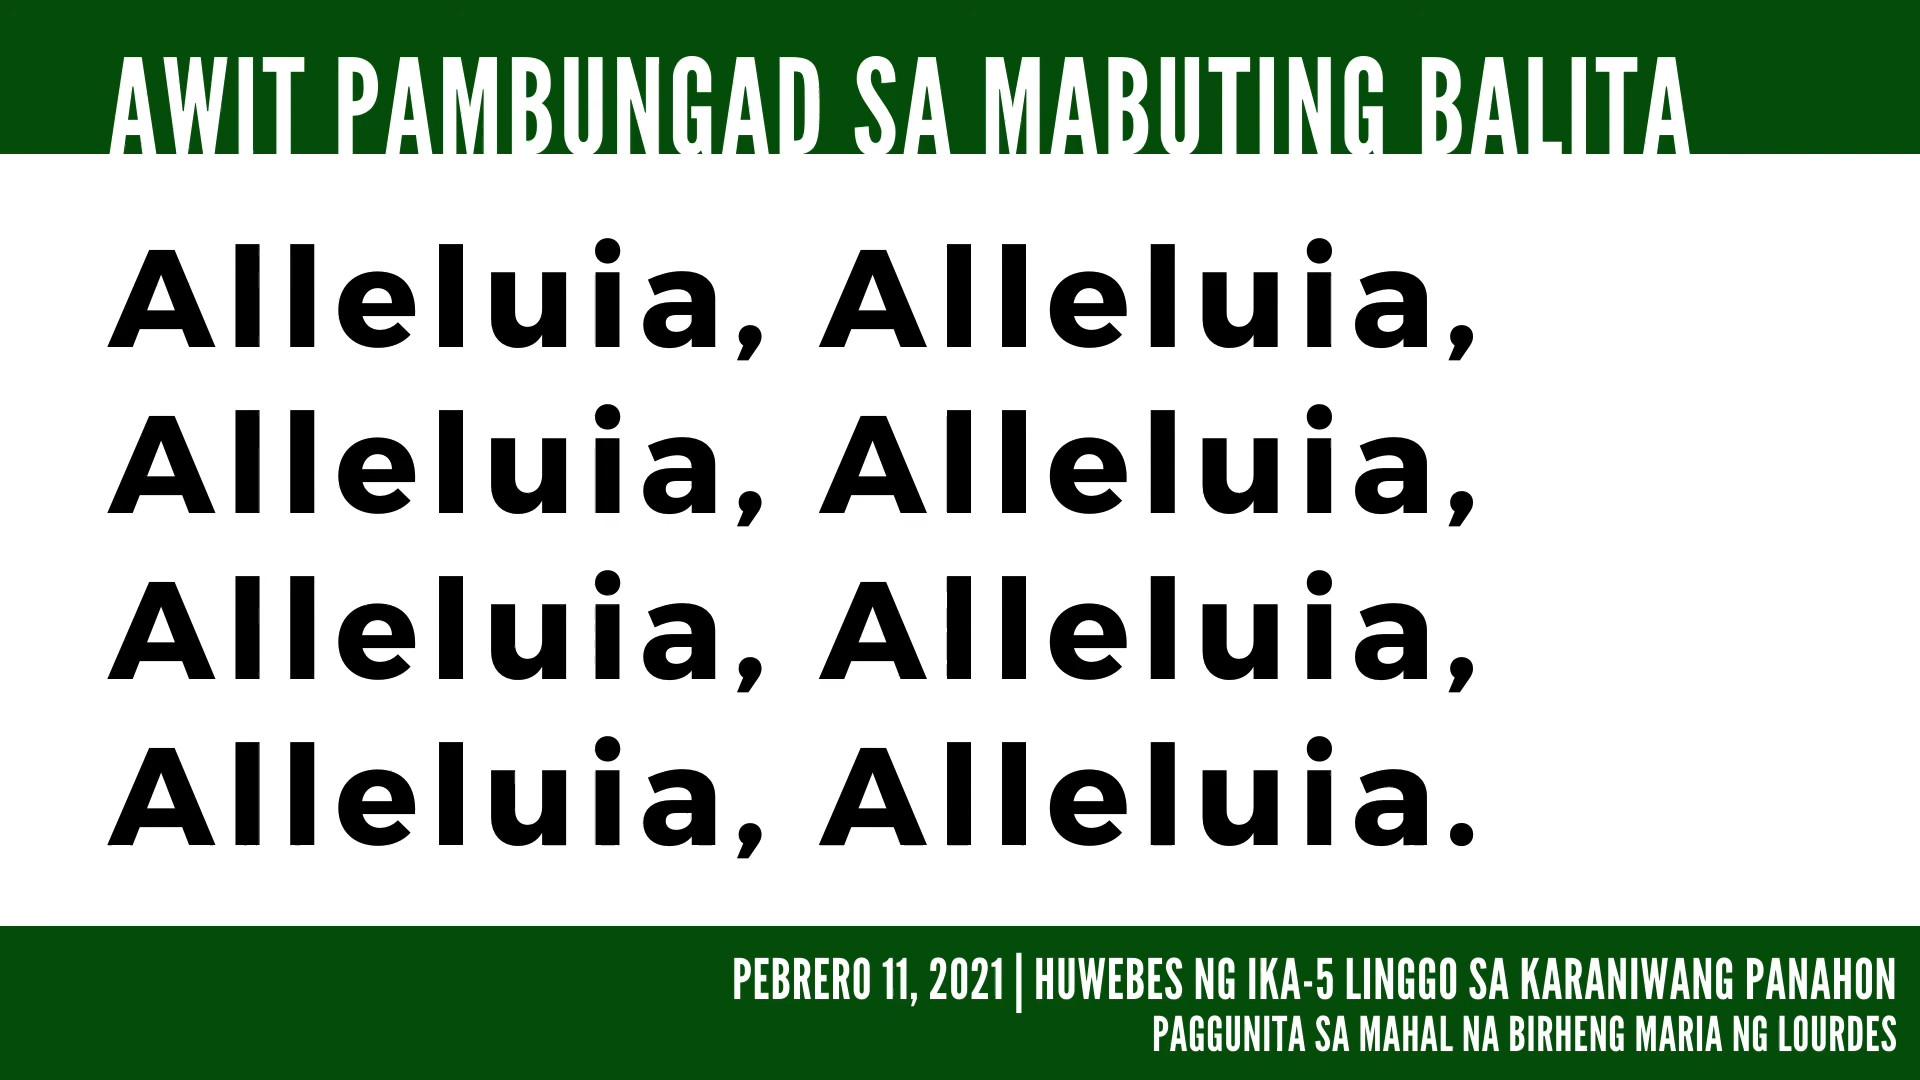 AWIT PAMBUNGAD SA MABUTING BALITA
Alleluia, Alleluia,
Alleluia, Alleluia,
Alleluia, Alleluia,
Alleluia, Alleluia.
PEBRERO 11, 2021 | HUWEBES NG IKA-5 LINGGO SA KARANIWANG PANAHON
PAGGUNITA SA MAHAL NA BIRHENG MARIA NG LOURDES